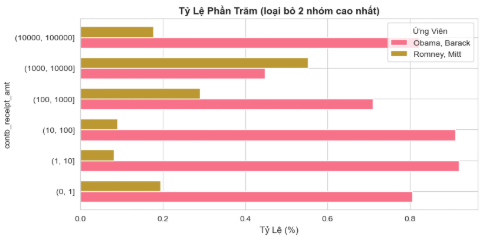 Tỷ Lệ Phần Trăm (loại bỏ 2 nhóm cao nhất)
Ứng Viên
Obama, Barack
Romney, Mitt
contb_receipt_amt
(10000, 100000]
(1000, 10000]
(100, 1000]
(10, 100]
(1, 10]
(0, 1]
0.0 0.2 0.4 0.6 0.8
Tỷ Lệ (%)